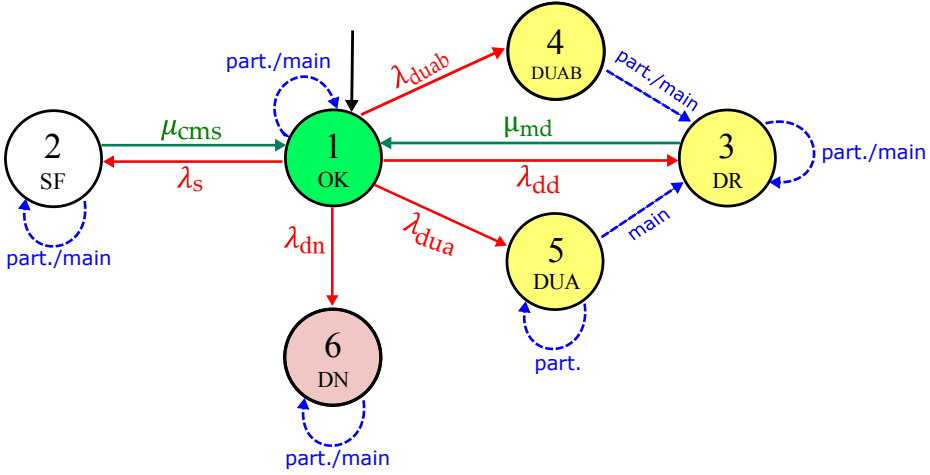 4
DUAB
part./main
λduab
part./main
2
SF
μcms
λs
1
OK
μmd
λdd
3
DR
part./main
part./main
λdn
λdua
5
DUA
main
part.
6
DN
part./main